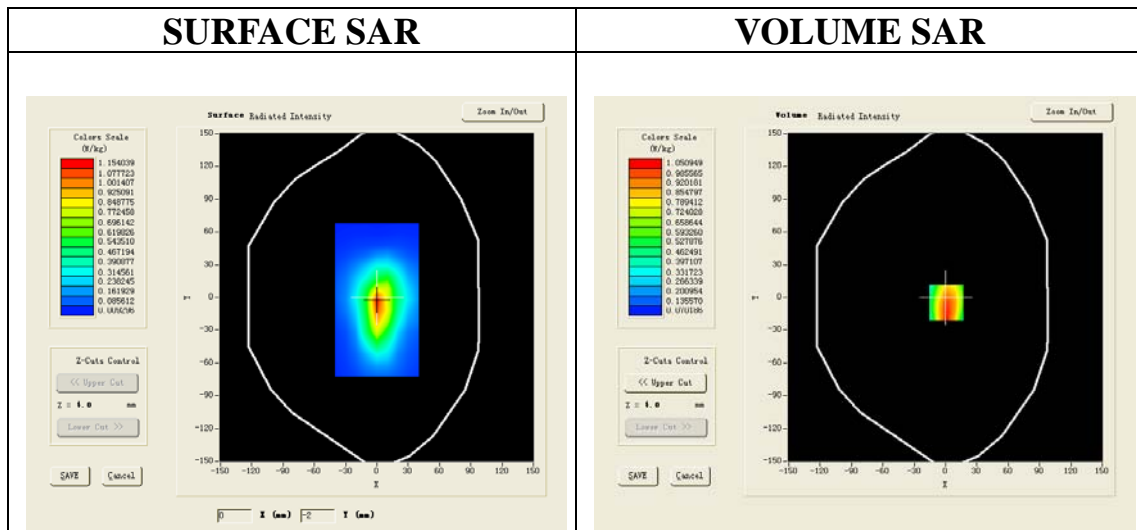 SURFACE SAR
VOLUME SAR
Surface Radiated Intensity
Zoom In/Out
Colors Scale
(W/kg)
1.154039
1.077723
1.001407
0.925091
0.848775
0.772458
0.696142
0.619826
0.543510
0.467194
0.390877
0.314561
0.238245
0.161929
0.085612
0.009296
150
120
90
60
30
0
-30
-60
-90
-120
-150
Y
-150 -120 -90 -60 -30 0 30 60 90 120 150
X
Z-Cuts Control
<< Upper Cut
Z = 4.0 mm
Lower Cut >>
SAVE
Cancel
0 X (mm) -2 Y (mm)
Volume Radiated Intensity
Zoom In/Out
Colors Scale
(W/kg)
1.050949
0.985565
0.920181
0.854797
0.789412
0.724028
0.658644
0.593260
0.527876
0.462491
0.397107
0.331723
0.266339
0.200954
0.135570
0.070186
150
120
90
60
30
0
-30
-60
-90
-120
-150
Y
-150 -120 -90 -60 -30 0 30 60 90 120 150
X
Z-Cuts Control
<< Upper Cut
Z = 4.0 mm
Lower Cut >>
SAVE
Cancel